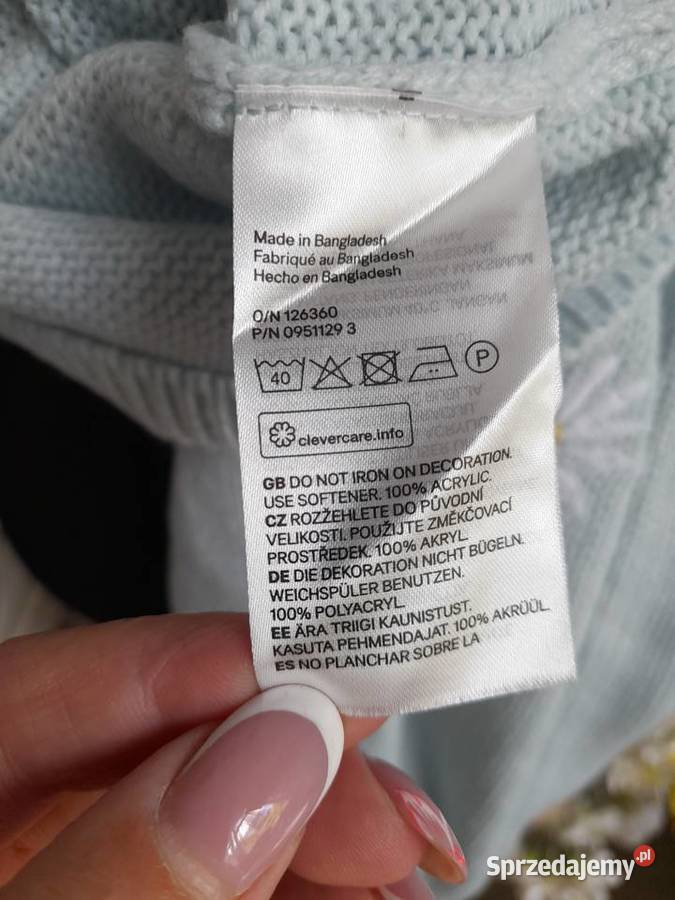 Made in Bangladesh
Fabriqué au Bangladesh
Hecho en Bangladesh
O/N 126360
P/N 0951129 3
40
P
clevercare.info
GB DO NOT IRON ON DECORATION.
USE SOFTENER. 100% ACRYLIC.
CZ ROZŽEHLETE DO PŮVODNÍ
VELIKOSTI. POUŽIJTE ZMĚKČOVACÍ
PROSTŘEDEK. 100% AKRYL
DE DIE DEKORATION NICHT BÜGELN.
WEICHSPÜLER BENUTZEN.
100% POLYACRYL
EE ÄRA TRIIGI KAUNISTUST.
KASUTA PEHMENDAJAT. 100% AKRÜÜL
ES NO PLANCHAR SOBRE LA
Sprzedajemy.pl